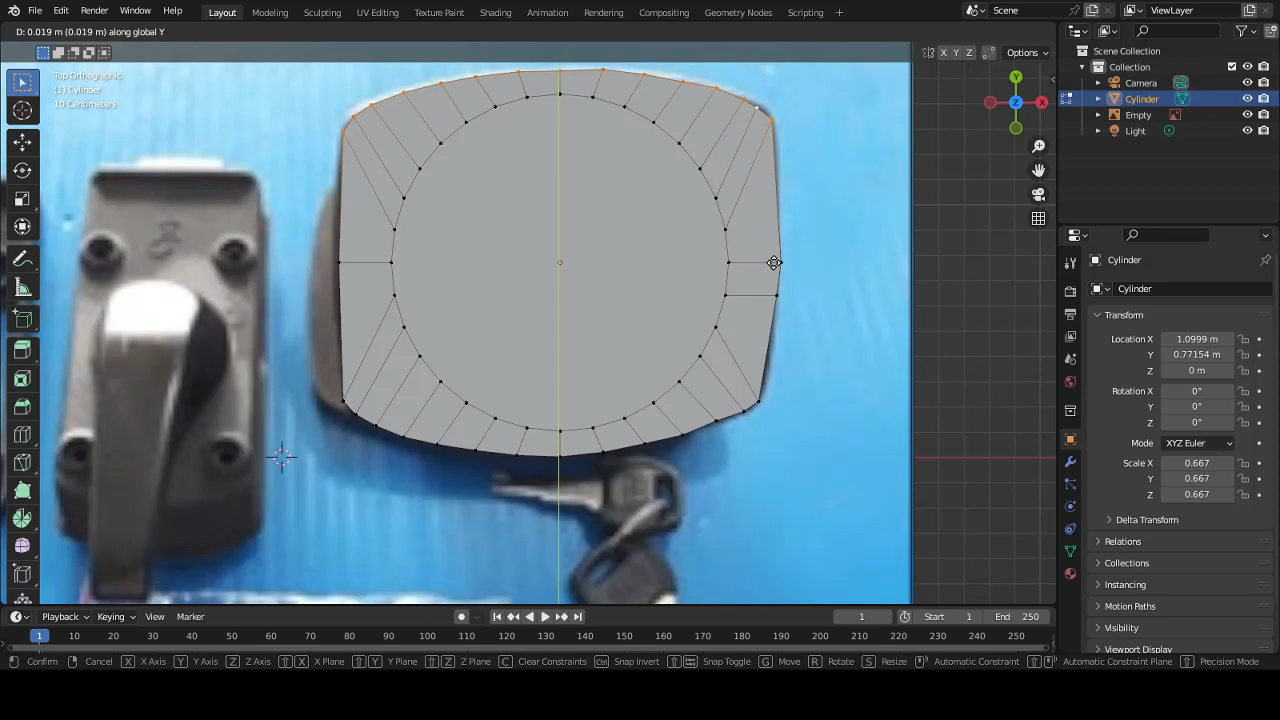 File Edit Render Window Help
Layout Modeling Sculpting UV Editing Texture Paint Shading Animation Rendering Compositing Geometry Nodes Scripting +
Scene
ViewLayer
D: 0.019 m (0.019 m) along global Y
X Y Z Options
Top Orthographic
(1) Cylinder
10 Centimeters
Y
Z
X
Scene Collection
Collection
Camera
Cylinder
Empty
Light
Cylinder
Cylinder
Transform
Location X 1.0999 m
Y 0.77154 m
Z 0 m
Rotation X 0°
Y 0°
Z 0°
Mode XYZ Euler
Scale X 0.667
Y 0.667
Z 0.667
Delta Transform
Relations
Collections
Instancing
Motion Paths
Visibility
Viewport Display
Playback Keying View Marker
1 Start 1 End 250
1 10 20 30 40 50 60 70 80 90 100 110 120 130 140 150 160 170 180 190 200 210 220 230 240 250
Confirm Cancel X X Axis Y Y Axis Z Z Axis X X Plane Y Y Plane Z Z Plane C Clear Constraints Ctrl Snap Invert Snap Toggle G Move R Rotate S Resize Automatic Constraint Automatic Constraint Plane Precision Mode